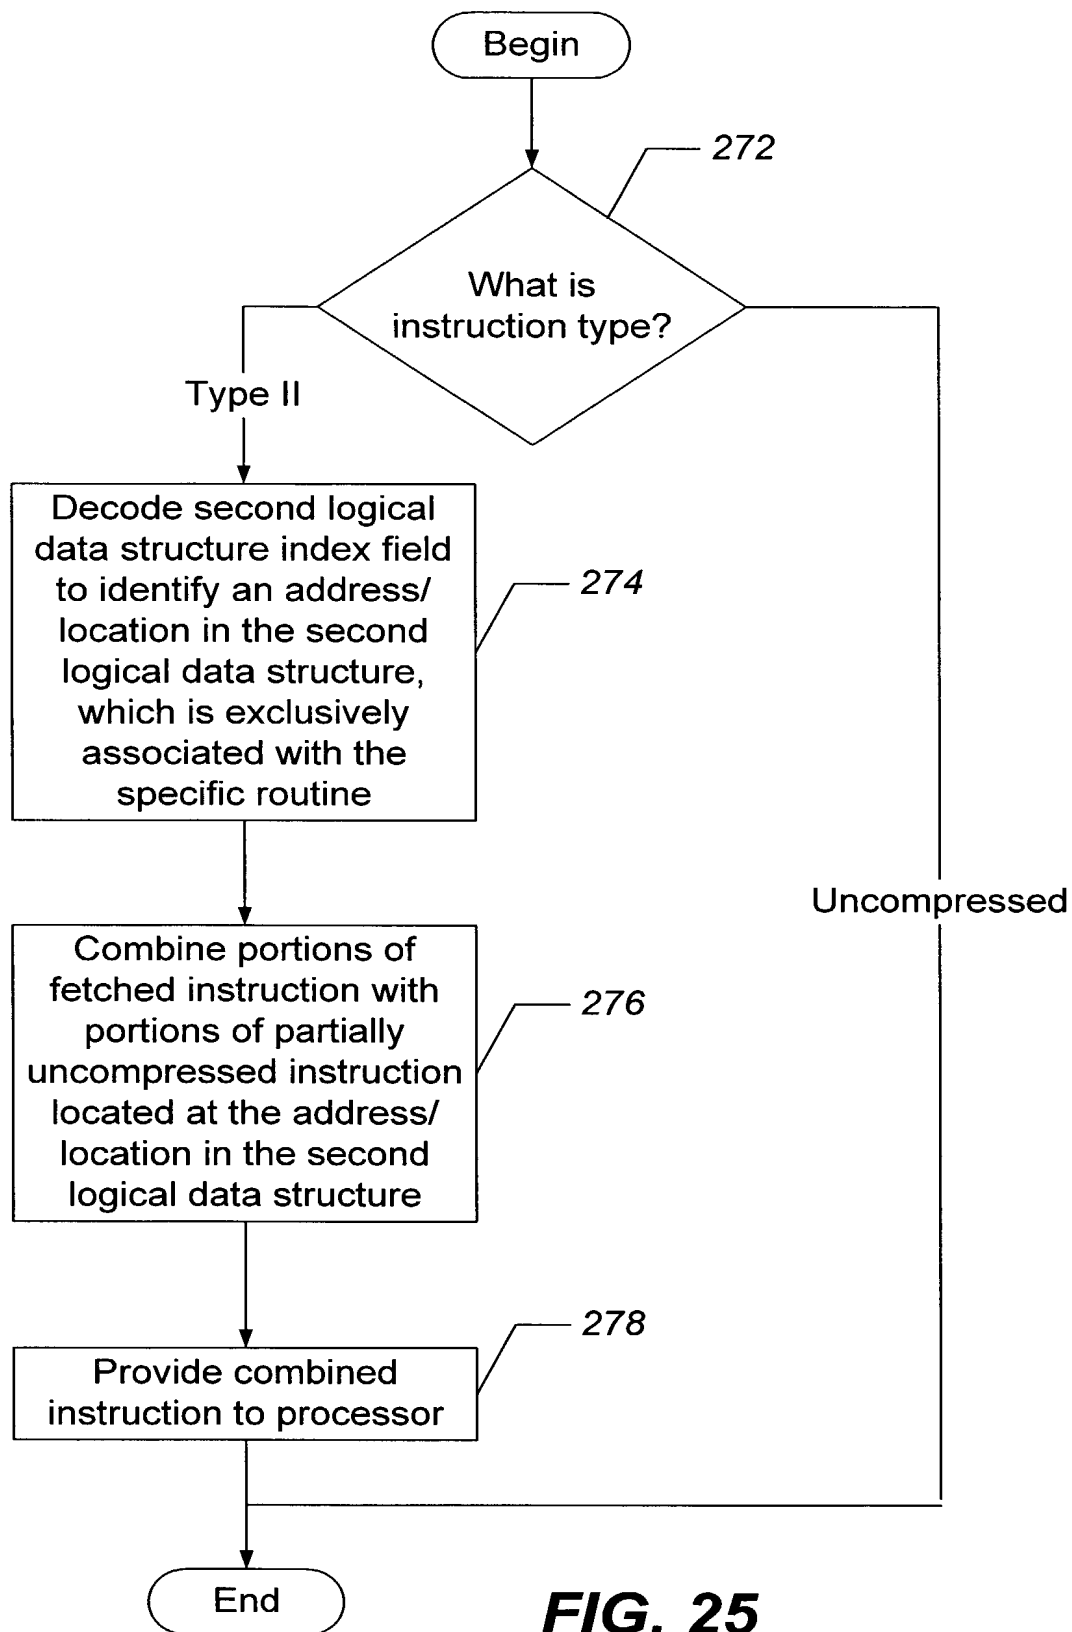 Begin
272
What is
instruction type?
Type II
Decode second logical
data structure index field
to identify an address/
location in the second
logical data structure,
which is exclusively
associated with the
specific routine
274
Uncompressed
Combine portions of
fetched instruction with
portions of partially
uncompressed instruction
located at the address/
location in the second
logical data structure
276
278
Provide combined
instruction to processor
End
FIG. 25